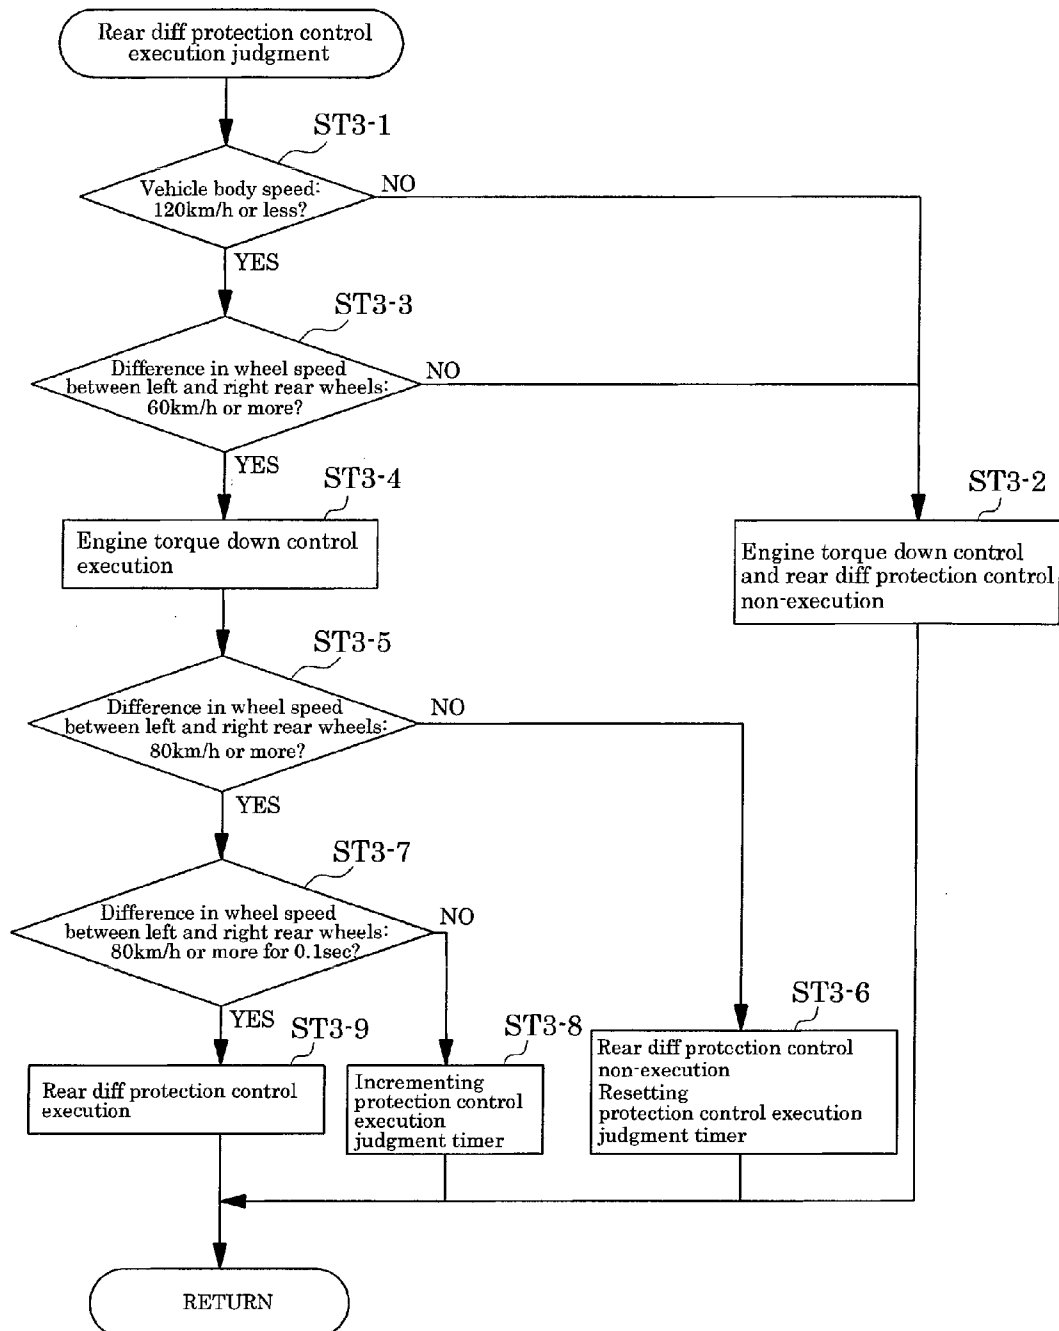 Rear diff protection control
execution judgment
ST3-1
Vehicle body speed:
120km/h or less?
NO
YES
ST3-3
Difference in wheel speed
between left and right rear wheels:
60km/h or more?
NO
YES
ST3-4
Engine torque down control
execution
ST3-2
Engine torque down control
and rear diff protection control
non-execution
ST3-5
Difference in wheel speed
between left and right rear wheels:
80km/h or more?
NO
YES
ST3-7
Difference in wheel speed
between left and right rear wheels:
80km/h or more for 0.1sec?
NO
YES
ST3-9
Rear diff protection control
execution
ST3-8
Incrementing
protection control
execution
judgment timer
ST3-6
Rear diff protection control
non-execution
Resetting
protection control execution
judgment timer
RETURN